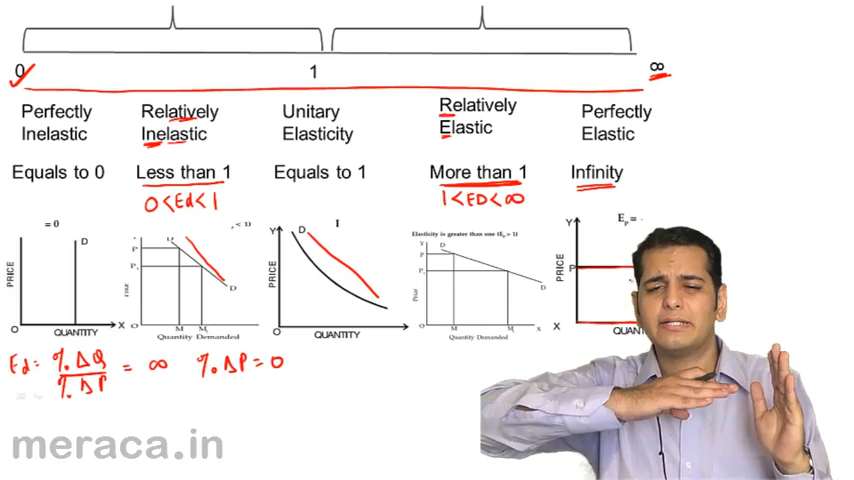 0 1 ∞
Perfectly Inelastic
Relatively Inelastic
Unitary Elasticity
Relatively Elastic
Perfectly Elastic
Equals to 0
Less than 1
Equals to 1
More than 1
Infinity
0 < Ed < 1
1 < ED < ∞
= 0
PRICE
D
O
QUANTITY
X
< 1)
D
P
P₁
D
M M₁
Quantity Demanded
1
Y
D
PRICE
O
QUANTITY
X
Elasticity is greater than one (Eₚ > 1)
Y
D
P
P₁
Price
D
O M M₁ X
Quantity Demanded
Eₚ =
Y
PRICE
P
O
X
Ed = % ΔQ / % ΔP = ∞ % ΔP = 0
meraca.in